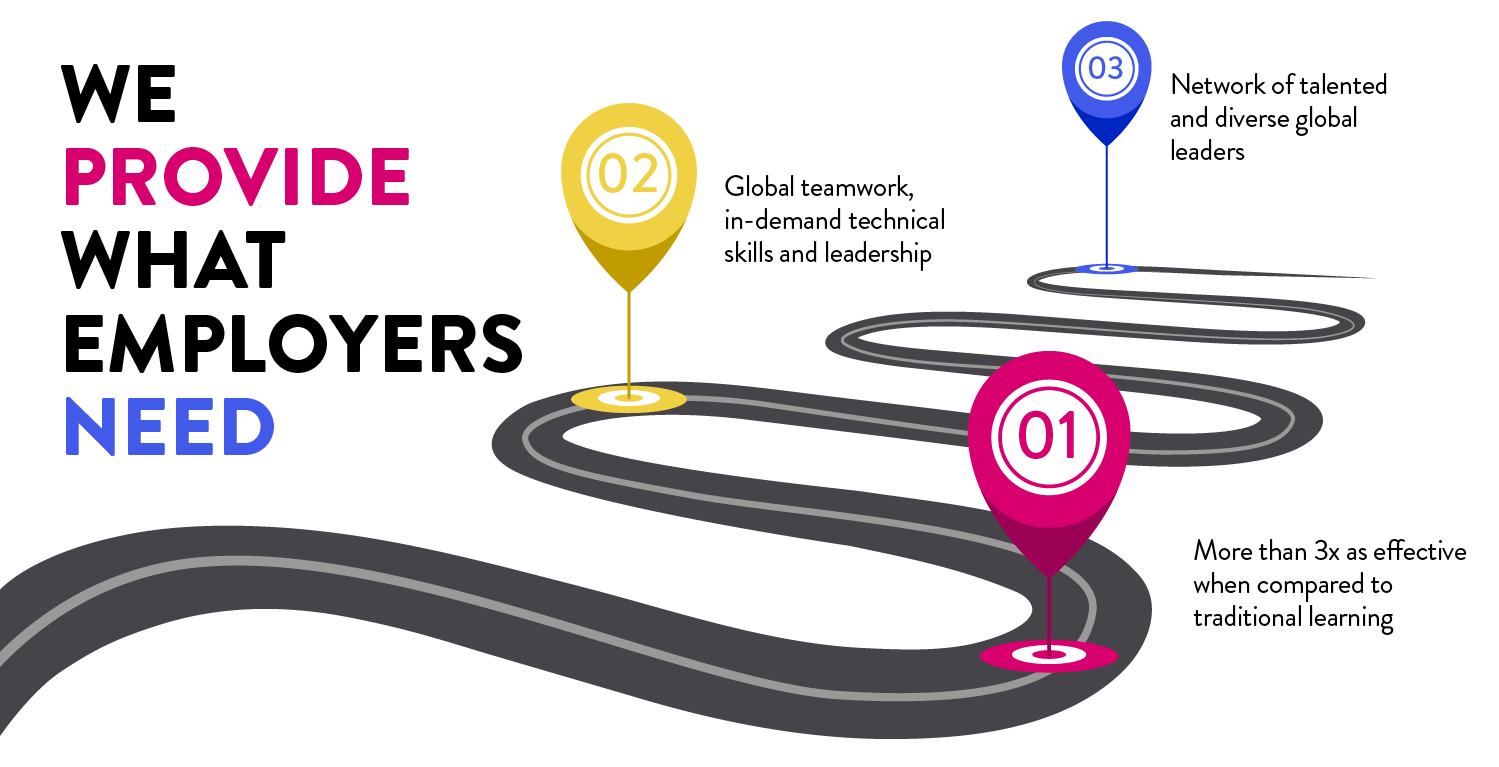 WE
PROVIDE
WHAT
EMPLOYERS
NEED
01
More than 3x as effective
when compared to
traditional learning
02
Global teamwork,
in-demand technical
skills and leadership
03
Network of talented
and diverse global
leaders